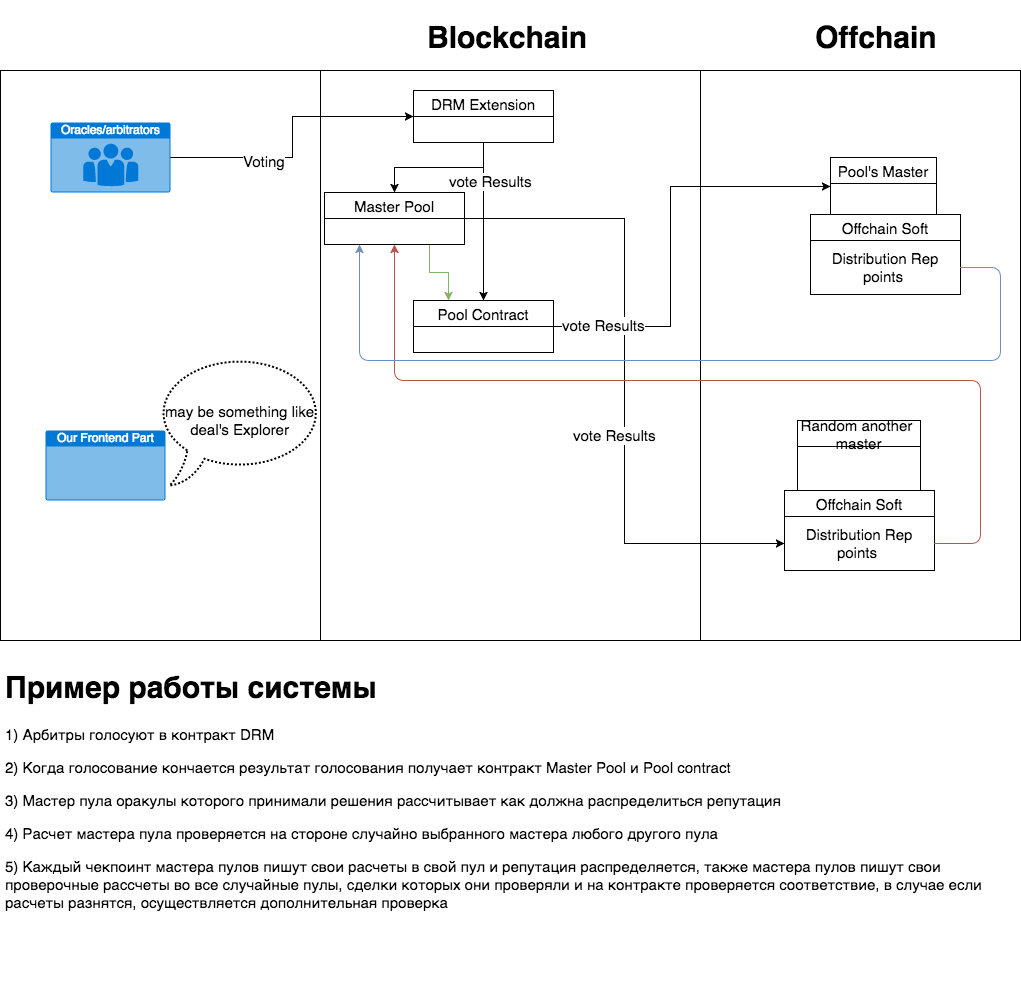 Blockchain
Offchain
DRM Extension
Oracles/arbitrators
Voting
Pool's Master
vote Results
Master Pool
Offchain Soft
Distribution Rep
points
Pool Contract
vote Results
may be something like
deal's Explorer
Our Frontend Part
vote Results
Random another
master
Offchain Soft
Distribution Rep
points
Пример работы системы
1) Арбитры голосуют в контракт DRM
2) Когда голосование кончается результат голосования получает контракт Master Pool и Pool contract
3) Мастер пула оракулы которого принимали решения рассчитывает как должна распределиться репутация
4) Расчет мастера пула проверяется на стороне случайно выбранного мастера любого другого пула
5) Каждый чекпоинт мастера пулов пишут свои расчеты в свой пул и репутация распределяется, также мастера пулов пишут свои
проверочные рассчеты во все случайные пулы, сделки которых они проверяли и на контракте проверяется соответствие, в случае если
расчеты разнятся, осуществляется дополнительная проверка